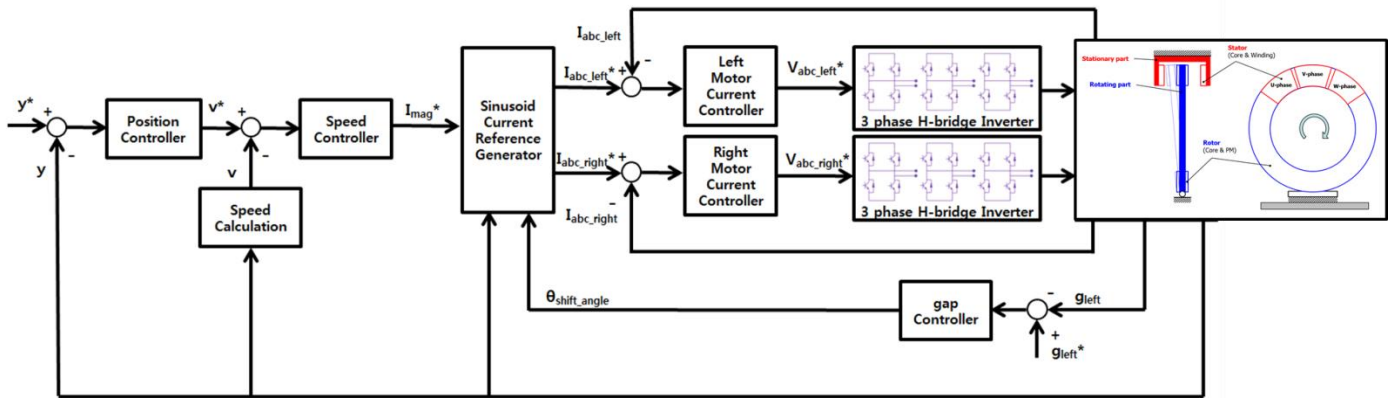 I_abc_left
Stator
(Core & Winding)
Stationary part
V-phase
U-phase
W-phase
Rotating part
Rotor
(Core & PM)
y*
+
-
y
Position
Controller
v*
+
-
v
Speed
Controller
I_mag*
Speed
Calculation
Sinusoid
Current
Reference
Generator
I_abc_left*
+
-
Left
Motor
Current
Controller
V_abc_left*
3 phase H-bridge Inverter
I_abc_right*
+
-
I_abc_right
Right
Motor
Current
Controller
V_abc_right*
3 phase H-bridge Inverter
θ_shift_angle
gap
Controller
-
g_left
+
g_left*